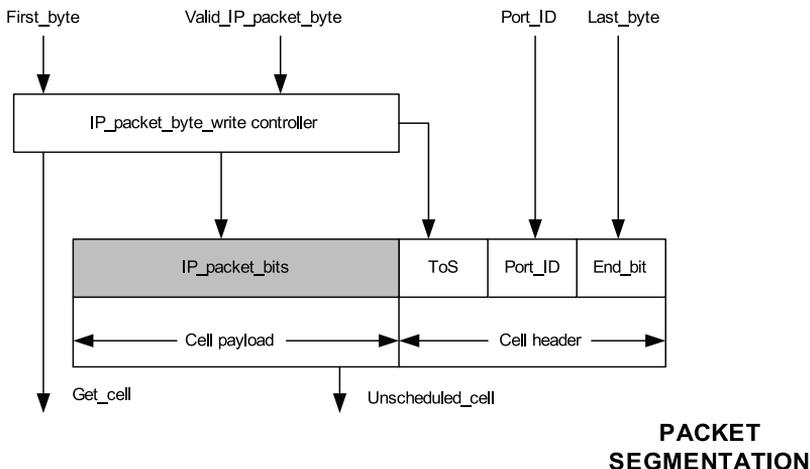 First_byte
Valid_IP_packet_byte
Port_ID
Last_byte
IP_packet_byte_write controller
IP_packet_bits
ToS
Port_ID
End_bit
Cell payload
Cell header
Get_cell
Unscheduled_cell
PACKET
SEGMENTATION